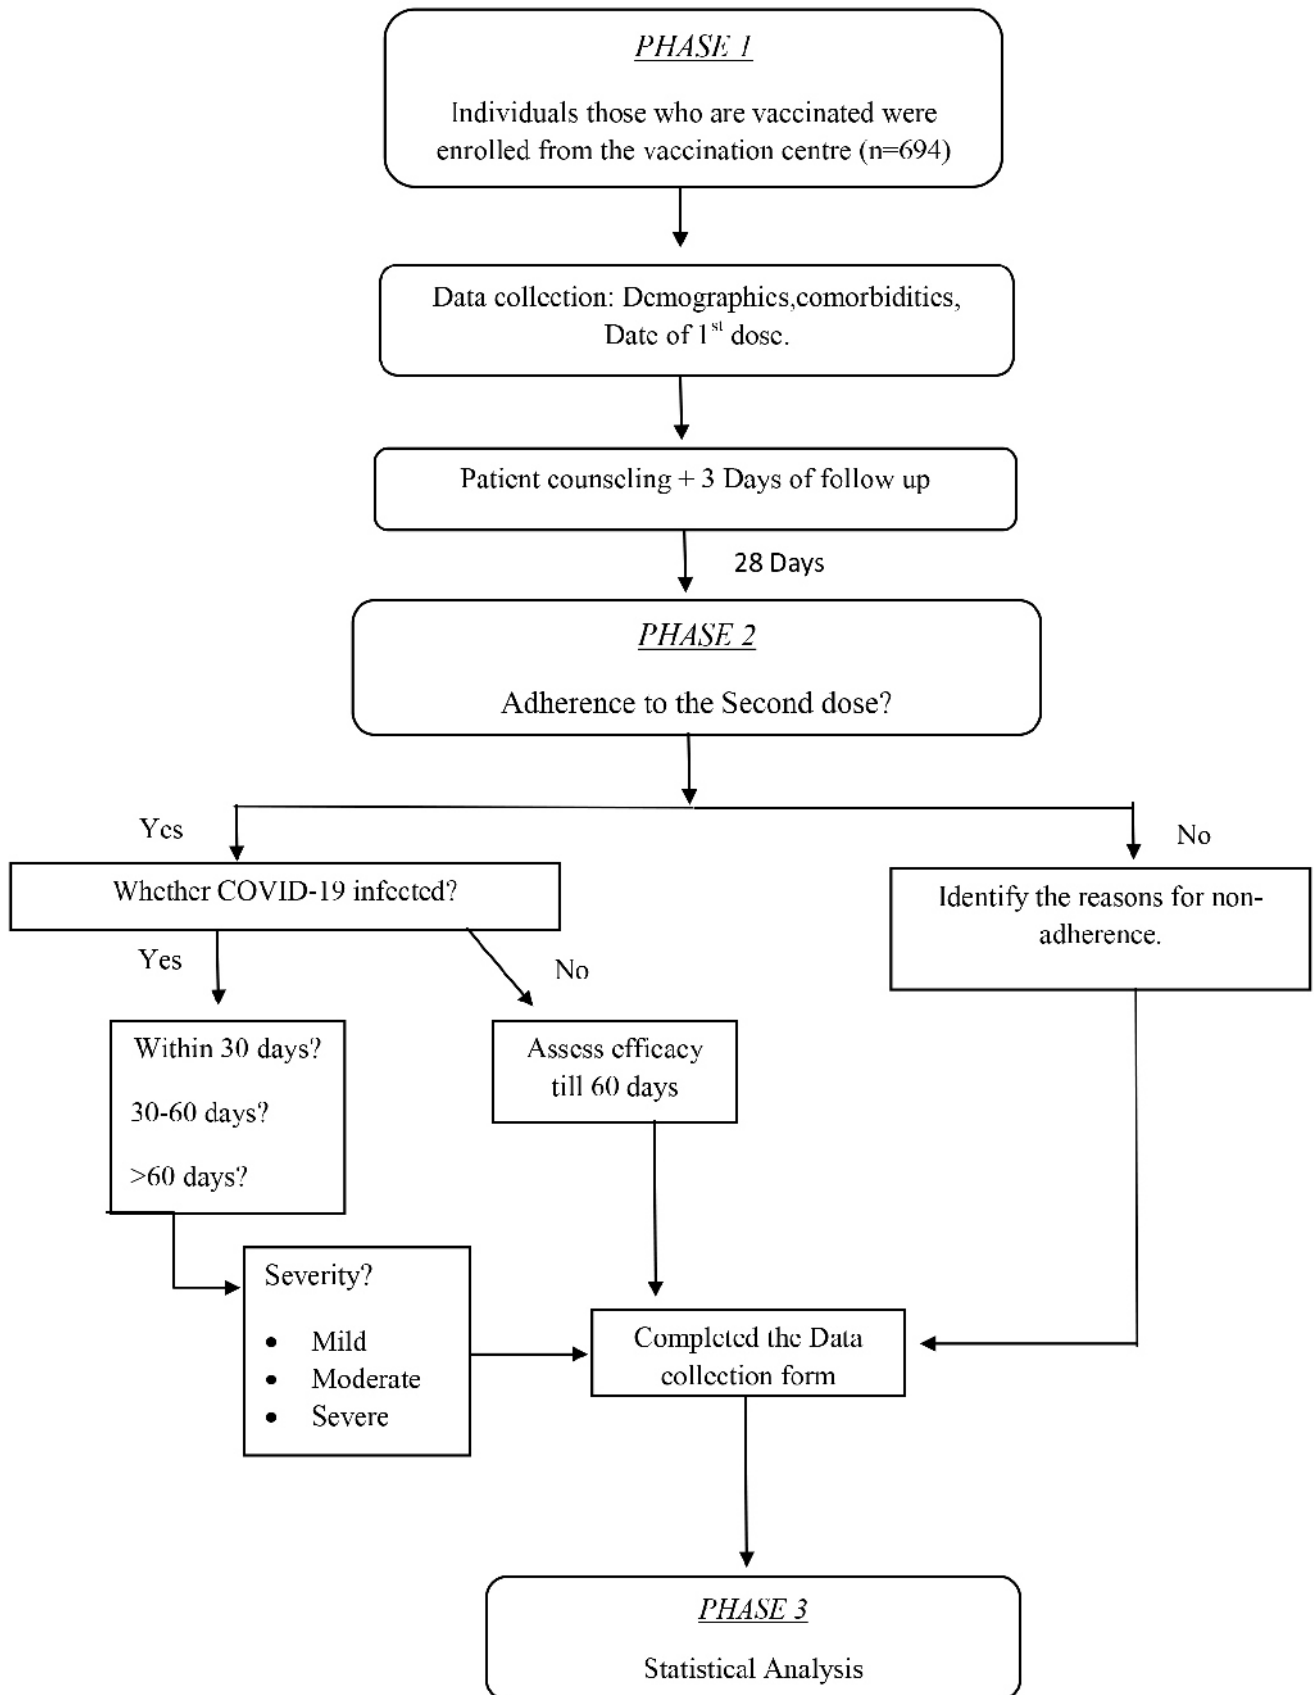 PHASE 1
Individuals those who are vaccinated were
enrolled from the vaccination centre (n=694)
Data collection: Demographics,comorbidities,
Date of 1st dose.
Patient counseling + 3 Days of follow up
28 Days
PHASE 2
Adherence to the Second dose?
Yes
No
Whether COVID-19 infected?
Identify the reasons for non-
adherence.
Yes
No
Within 30 days?
30-60 days?
>60 days?
Assess efficacy
till 60 days
Severity?
• Mild
• Moderate
• Severe
Completed the Data
collection form
PHASE 3
Statistical Analysis